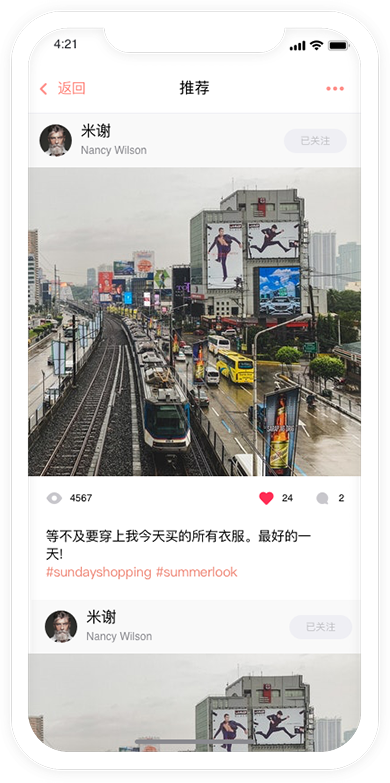 4:21
返回
推荐
米谢
Nancy Wilson
已关注
4567
24
2
等不及要穿上我今天买的所有衣服。最好的一
天!
#sundayshopping #summerlook
米谢
Nancy Wilson
已关注